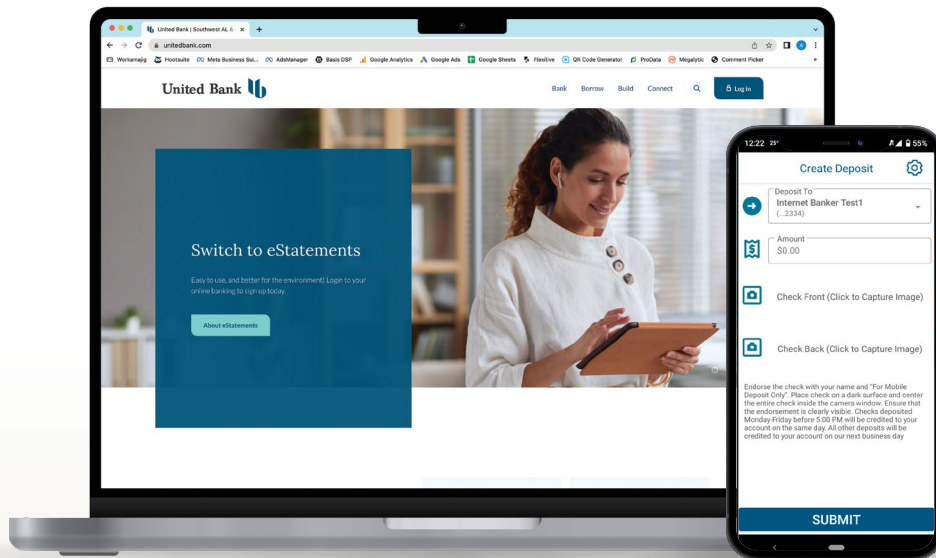 United Bank | Southwest AL &
unitedbank.com
Workamajig Hootsuite Meta Business Sui... AdsManager Basis DSP Google Analytics Google Ads Google Sheets Flexitive QR Code Generator ProData Megalytic Comment Picker
United Bank
Bank Borrow Build Connect Log in
Switch to eStatements
Easy to use, and better for the environment! Login to your
online banking to sign up today.
About eStatements
12:22 25° 55%
Create Deposit
Deposit To
Internet Banker Test1
(...2334)
Amount
$0.00
Check Front (Click to Capture Image)
Check Back (Click to Capture Image)
Endorse the check with your name and "For Mobile
Deposit Only". Place check on a dark surface and center
the entire check inside the camera window. Ensure that
the endorsement is clearly visible. Checks deposited
Monday-Friday before 5:00 PM will be credited to your
account on the same day. All other deposits will be
credited to your account on our next business day
SUBMIT